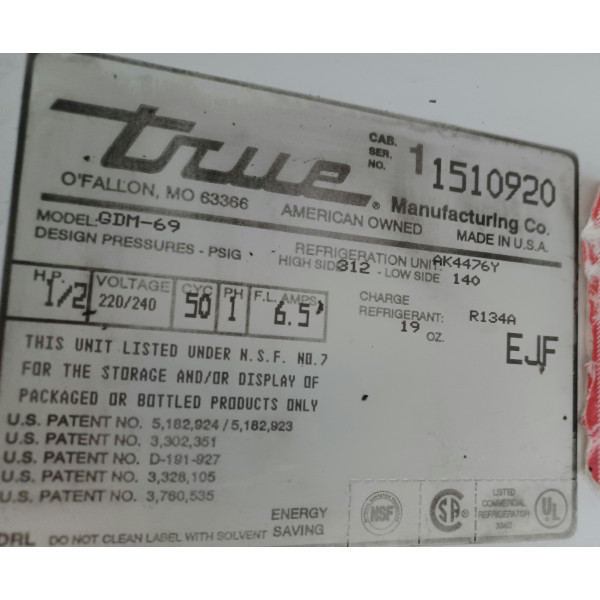 true®
CAB. SER. NO. 1 1510920
O'FALLON, MO 63366
AMERICAN OWNED
Manufacturing Co.
MADE IN U.S.A.
MODEL: GDM-69
DESIGN PRESSURES - PSIG
REFRIGERATION UNIT: AK4476Y
HIGH SIDE 312 - LOW SIDE 140
H.P. 1/2
VOLTAGE 220/240
CYC 50
PH 1
F.L. AMPS 6.5
CHARGE
REFRIGERANT: R134A
19 OZ.
EJF
THIS UNIT LISTED UNDER N.S.F. NO.7
FOR THE STORAGE AND/OR DISPLAY OF
PACKAGED OR BOTTLED PRODUCTS ONLY
U.S. PATENT NO. 5,182,924 / 5,182,923
U.S. PATENT NO. 3,302,351
U.S. PATENT NO. D-191-927
U.S. PATENT NO. 3,328,105
U.S. PATENT NO. 3,760,535
ENERGY
SAVING
DRL DO NOT CLEAN LABEL WITH SOLVENT
NSF
SA
LISTED
COMMERCIAL
REFRIGERATOR
UL